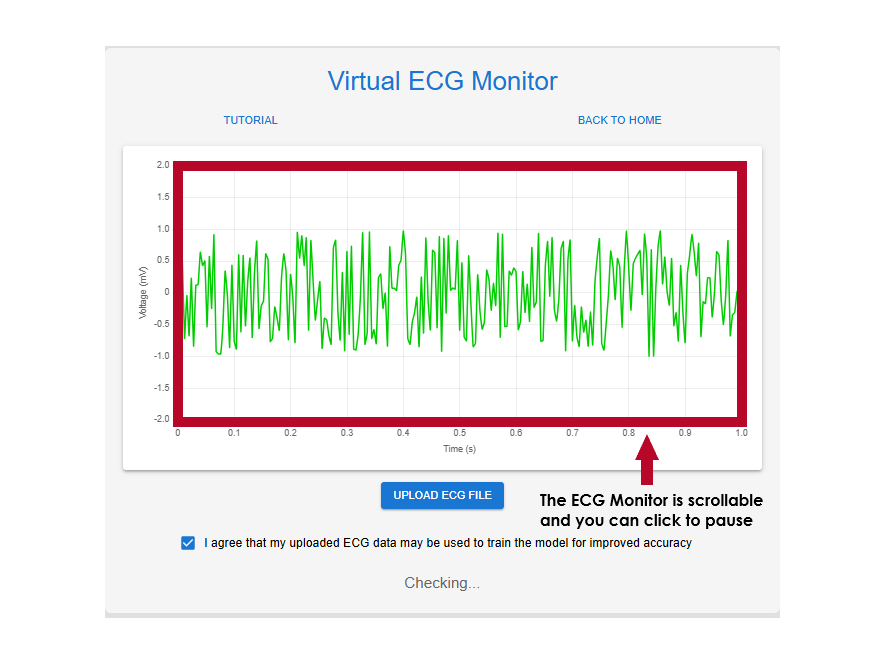 Virtual ECG Monitor
TUTORIAL
BACK TO HOME
2.0
1.5
1.0
0.5
0
-0.5
-1.0
-1.5
-2.0
Voltage (mV)
0 0.1 0.2 0.3 0.4 0.5 0.6 0.7 0.8 0.9 1.0
Time (s)
UPLOAD ECG FILE
The ECG Monitor is scrollable
and you can click to pause
I agree that my uploaded ECG data may be used to train the model for improved accuracy
Checking...